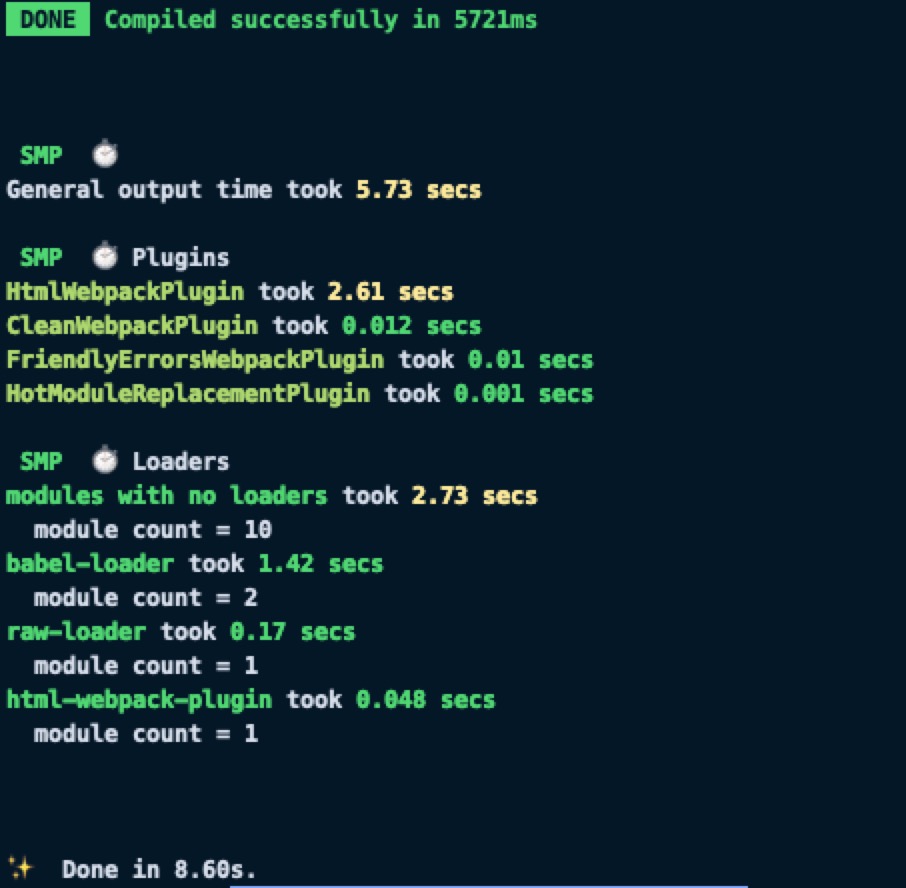 DONE Compiled successfully in 5721ms
SMP ⏱
General output time took 5.73 secs
SMP ⏱ Plugins
HtmlWebpackPlugin took 2.61 secs
CleanWebpackPlugin took 0.012 secs
FriendlyErrorsWebpackPlugin took 0.01 secs
HotModuleReplacementPlugin took 0.001 secs
SMP ⏱ Loaders
modules with no loaders took 2.73 secs
module count = 10
babel-loader took 1.42 secs
module count = 2
raw-loader took 0.17 secs
module count = 1
html-webpack-plugin took 0.048 secs
module count = 1
✨ Done in 8.60s.